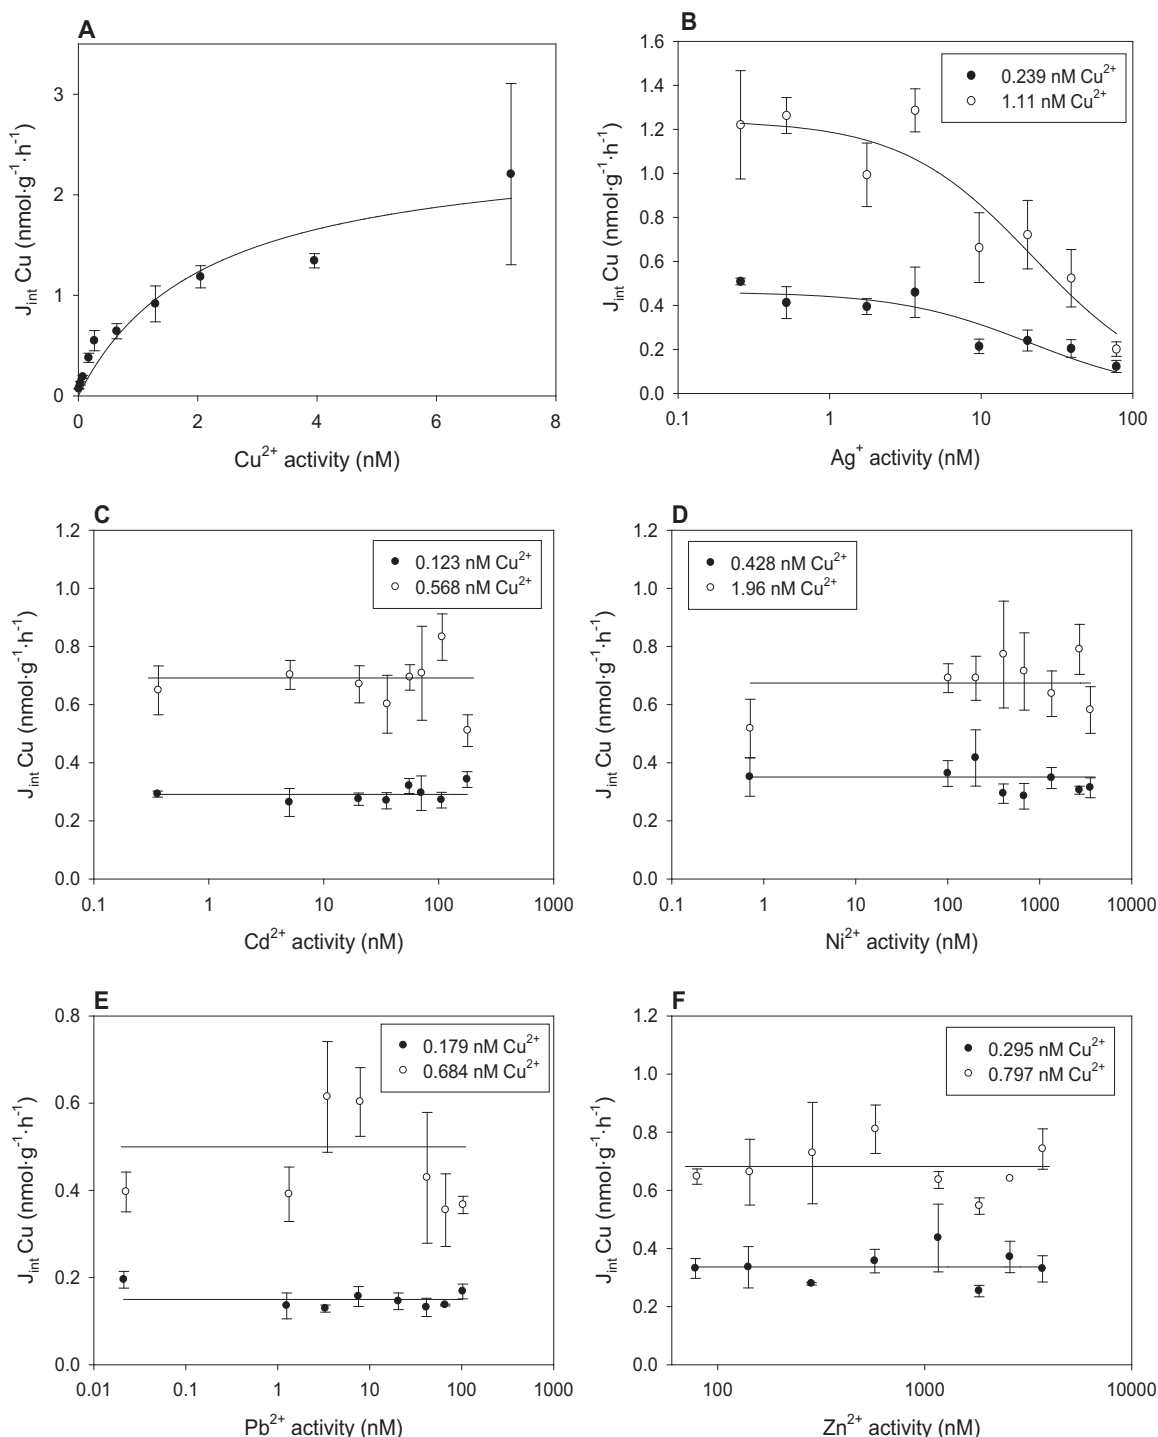 A
J_int Cu (nmol·g⁻¹·h⁻¹)
3
2
1
0
0 2 4 6 8
Cu²⁺ activity (nM)
B
J_int Cu (nmol·g⁻¹·h⁻¹)
1.6
1.4
1.2
1.0
0.8
0.6
0.4
0.2
0.0
0.239 nM Cu²⁺
1.11 nM Cu²⁺
0.1 1 10 100
Ag⁺ activity (nM)
C
J_int Cu (nmol·g⁻¹·h⁻¹)
1.2
1.0
0.8
0.6
0.4
0.2
0.0
0.123 nM Cu²⁺
0.568 nM Cu²⁺
0.1 1 10 100 1000
Cd²⁺ activity (nM)
D
J_int Cu (nmol·g⁻¹·h⁻¹)
1.2
1.0
0.8
0.6
0.4
0.2
0.0
0.428 nM Cu²⁺
1.96 nM Cu²⁺
0.1 1 10 100 1000 10000
Ni²⁺ activity (nM)
E
J_int Cu (nmol·g⁻¹·h⁻¹)
0.8
0.6
0.4
0.2
0.0
0.179 nM Cu²⁺
0.684 nM Cu²⁺
0.01 0.1 1 10 100 1000
Pb²⁺ activity (nM)
F
J_int Cu (nmol·g⁻¹·h⁻¹)
1.2
1.0
0.8
0.6
0.4
0.2
0.0
0.295 nM Cu²⁺
0.797 nM Cu²⁺
100 1000 10000
Zn²⁺ activity (nM)